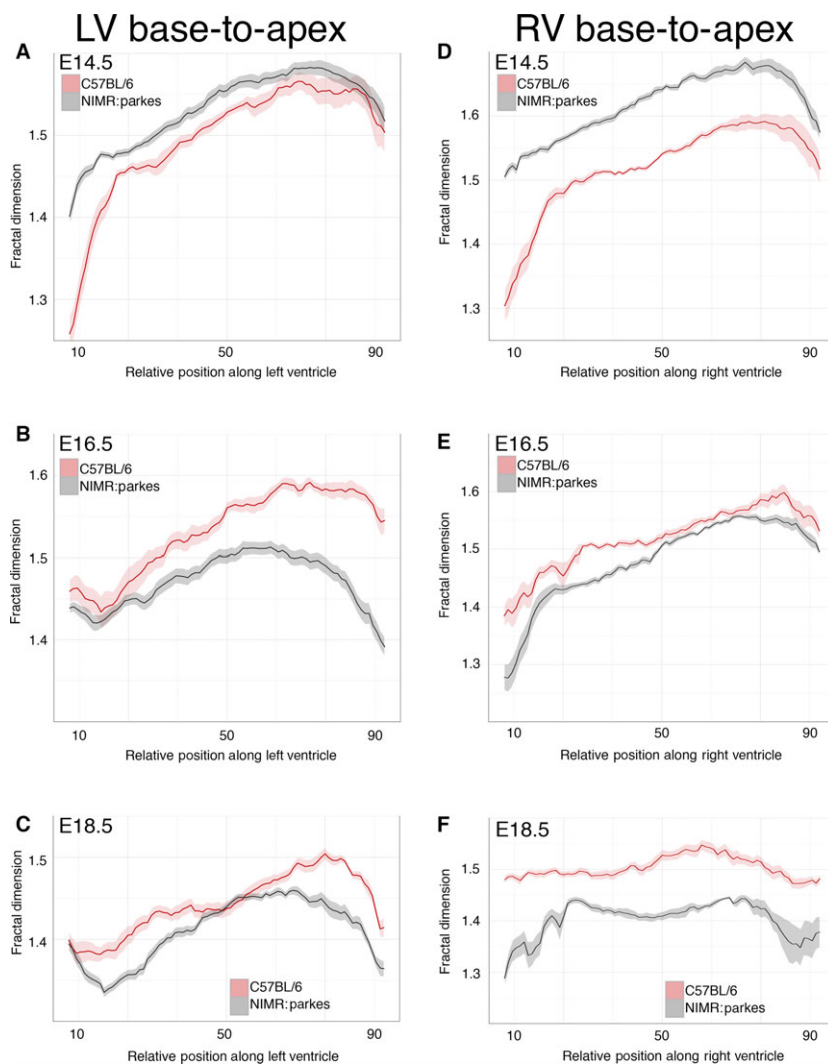 LV base-to-apex
RV base-to-apex
A
E14.5
C57BL/6
NIMR:parkes
1.5
1.4
1.3
Fractal dimension
10 50 90
Relative position along left ventricle
D
E14.5
C57BL/6
NIMR:parkes
1.6
1.5
1.4
1.3
Fractal dimension
10 50 90
Relative position along right ventricle
B
E16.5
C57BL/6
NIMR:parkes
1.6
1.5
1.4
Fractal dimension
10 50 90
Relative position along left ventricle
E
E16.5
C57BL/6
NIMR:parkes
1.6
1.5
1.4
1.3
Fractal dimension
10 50 90
Relative position along right ventricle
C
E18.5
1.5
1.4
Fractal dimension
C57BL/6
NIMR:parkes
10 50 90
Relative position along left ventricle
F
E18.5
1.5
1.4
1.3
Fractal dimension
C57BL/6
NIMR:parkes
10 50 90
Relative position along right ventricle